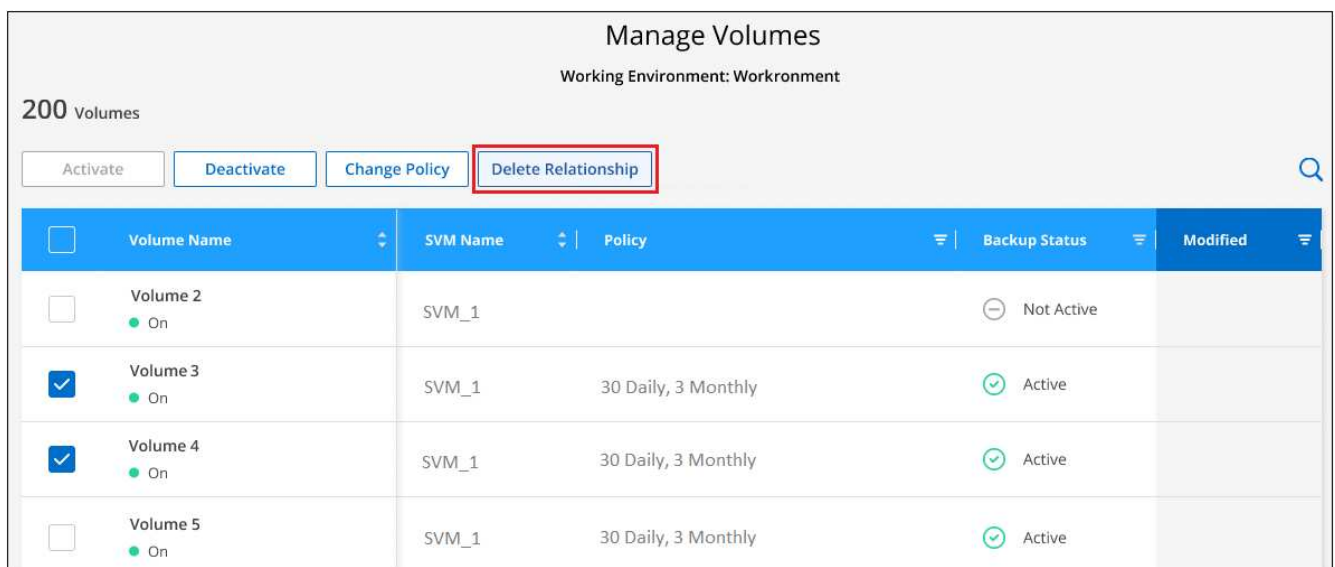 Manage Volumes
Working Environment: Workronment
200 Volumes
Activate Deactivate Change Policy Delete Relationship
Volume Name SVM Name Policy Backup Status Modified
Volume 2
On
SVM_1 Not Active
Volume 3
On
SVM_1 30 Daily, 3 Monthly Active
Volume 4
On
SVM_1 30 Daily, 3 Monthly Active
Volume 5
On
SVM_1 30 Daily, 3 Monthly Active